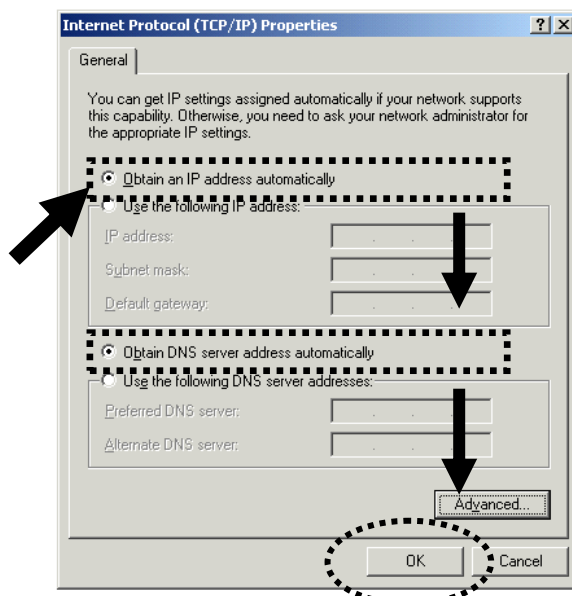 Internet Protocol (TCP/IP) Properties
General
You can get IP settings assigned automatically if your network supports
this capability. Otherwise, you need to ask your network administrator for
the appropriate IP settings.
Obtain an IP address automatically
Use the following IP address:
IP address:
Subnet mask:
Default gateway:
Obtain DNS server address automatically
Use the following DNS server addresses:
Preferred DNS server:
Alternate DNS server:
Advanced...
OK
Cancel